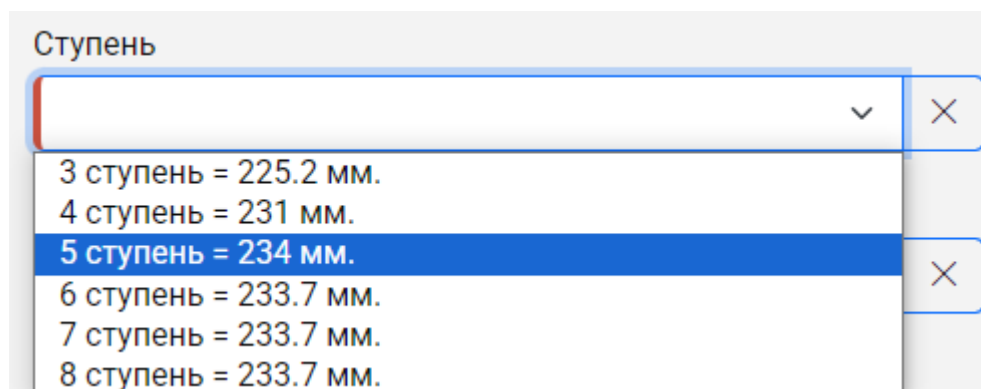 Ступень
3 ступень = 225.2 мм.
4 ступень = 231 мм.
5 ступень = 234 мм.
6 ступень = 233.7 мм.
7 ступень = 233.7 мм.
8 ступень = 233.7 мм.